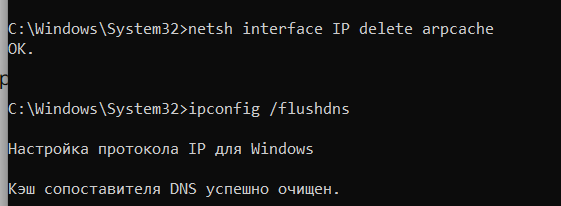 C:\Windows\System32>netsh interface IP delete arpcache
OK.
C:\Windows\System32>ipconfig /flushdns
Настройка протокола IP для Windows
Кэш сопоставителя DNS успешно очищен.